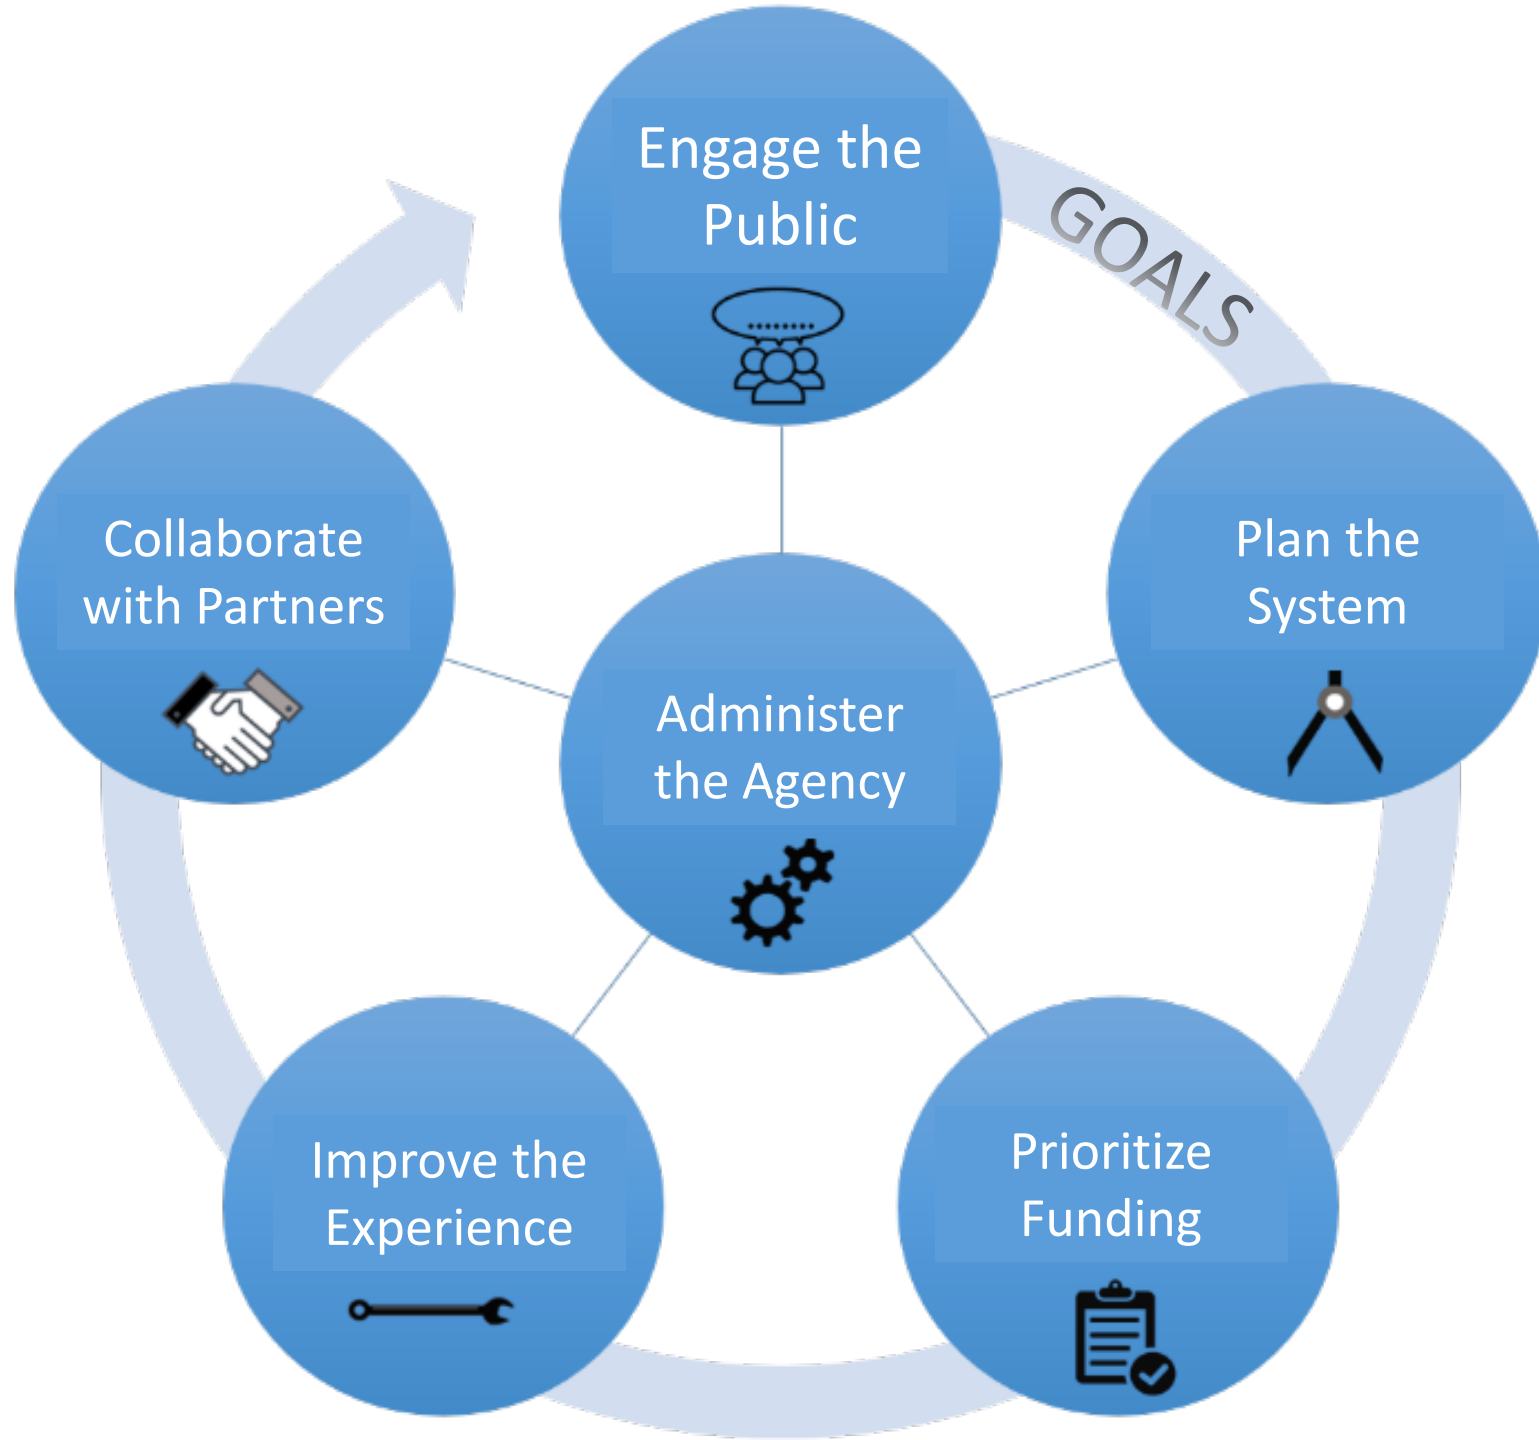 Engage the
Public
GOALS
Collaborate
with Partners
Plan the
System
Administer
the Agency
Improve the
Experience
Prioritize
Funding